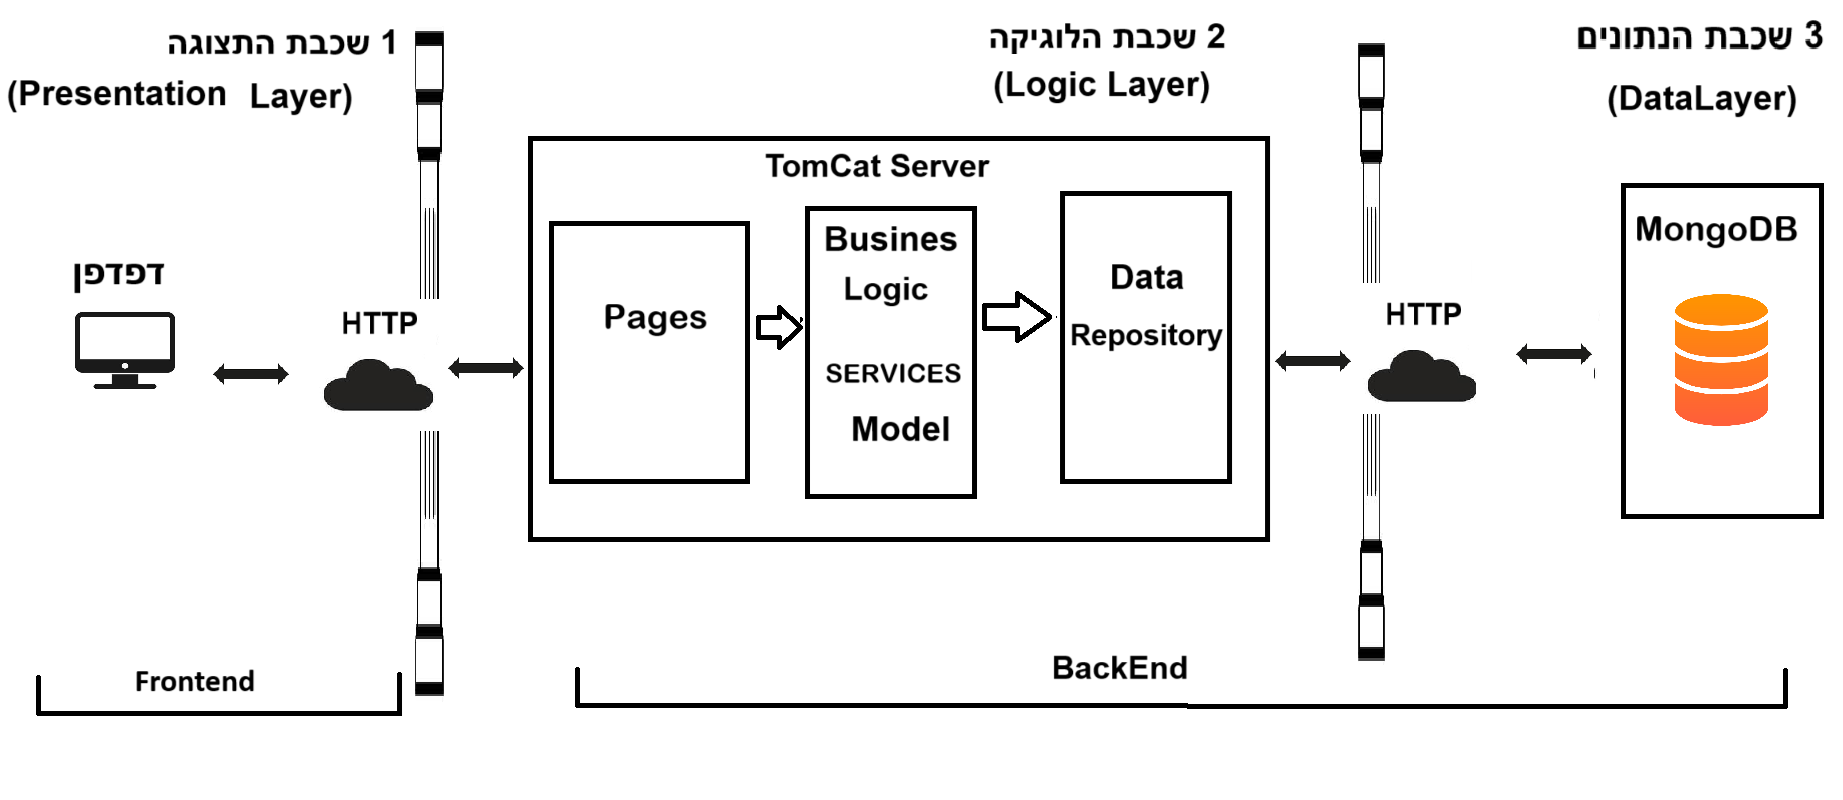 1 שכבת התצוגה
(Presentation Layer)
2 שכבת הלוגיקה
(Logic Layer)
3 שכבת הנתונים
(DataLayer)
דפדפן
HTTP
TomCat Server
Pages
Busines
Logic
SERVICES
Model
Data
Repository
HTTP
MongoDB
Frontend
BackEnd